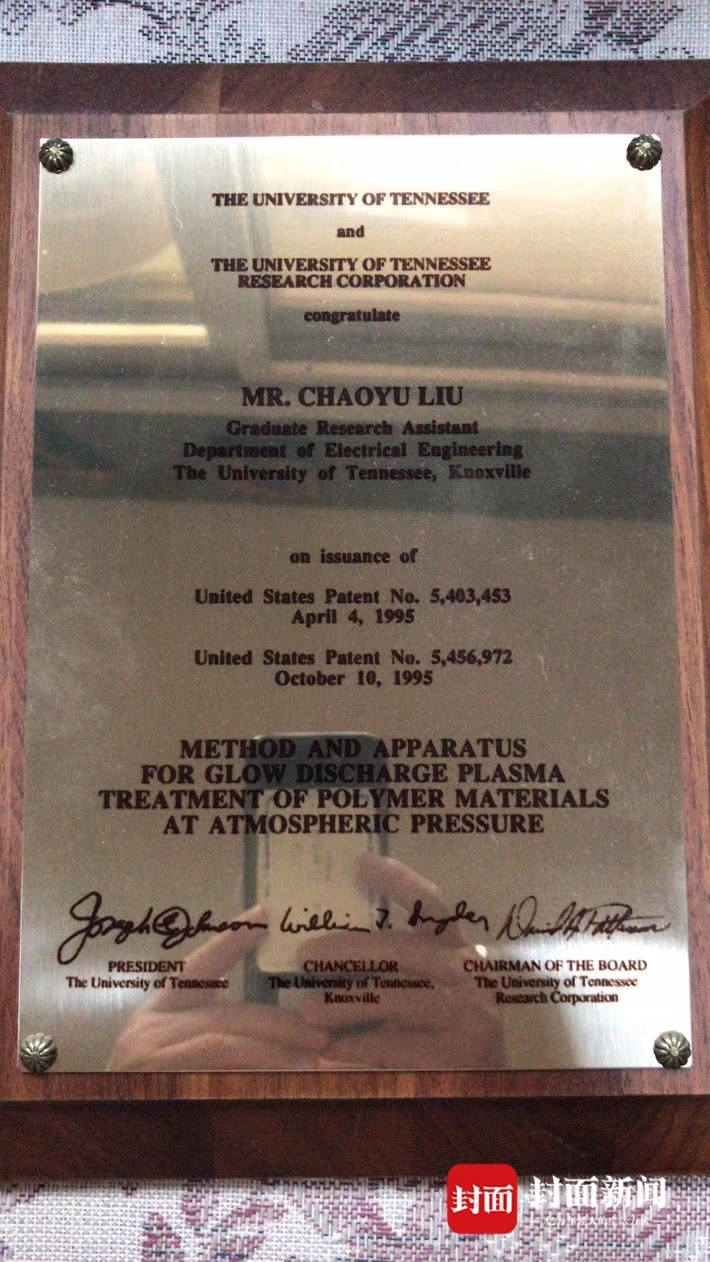 THE UNIVERSITY OF TENNESSEE
and
THE UNIVERSITY OF TENNESSEE
RESEARCH CORPORATION
congratulate
MR. CHAOYU LIU
Graduate Research Assistant
Department of Electrical Engineering
The University of Tennessee, Knoxville
on issuance of
United States Patent No. 5,403,453
April 4, 1995
United States Patent No. 5,456,972
October 10, 1995
METHOD AND APPARATUS
FOR GLOW DISCHARGE PLASMA
TREATMENT OF POLYMER MATERIALS
AT ATMOSPHERIC PRESSURE
Joseph E. Johnson William T. Snyder
PRESIDENT CHANCELLOR CHAIRMAN OF THE BOARD
The University of Tennessee The University of Tennessee, The University of Tennessee
Knoxville Research Corporation
封面 封面新闻